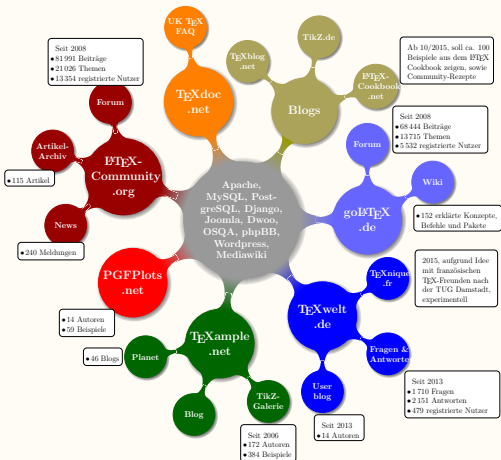 UK TEX
FAQ
TikZ.de
Seit 2008
•81 991 Beiträge
•21 026 Themen
•13 354 registrierte Nutzer
TEXblog
.net
Ab 10/2015, soll ca. 100
Beispiele aus dem LATEX
Cookbook zeigen, sowie
Community-Rezepte
LATEX-
Cookbook
.net
TEXdoc
.net
Blogs
Forum
Seit 2008
•68 444 Beiträge
•13 715 Themen
•5 532 registrierte Nutzer
Artikel-
Archiv
•115 Artikel
LATEX-
Community
.org
Forum
Wiki
Apache,
MySQL, Post-
greSQL, Django,
Joomla, Dwoo,
OSQA, phpBB,
Wordpress,
Mediawiki
goLATEX
.de
•152 erklärte Konzepte,
Befehle und Pakete
News
•240 Meldungen
PGFPlots
.net
•14 Autoren
•59 Beispiele
TEXnique
.fr
2015, aufgrund Idee
mit französischen
TEX-Freunden nach
der TUG Damstadt,
experimentell
TEXwelt
.de
TEXample
.net
Planet
•46 Blogs
Fragen &
Antworten
Seit 2013
•1 710 Fragen
•2 151 Antworten
•479 registrierte Nutzer
User
blog
Seit 2013
•14 Autoren
Blog
TikZ-
Galerie
Seit 2006
•172 Autoren
•384 Beispiele